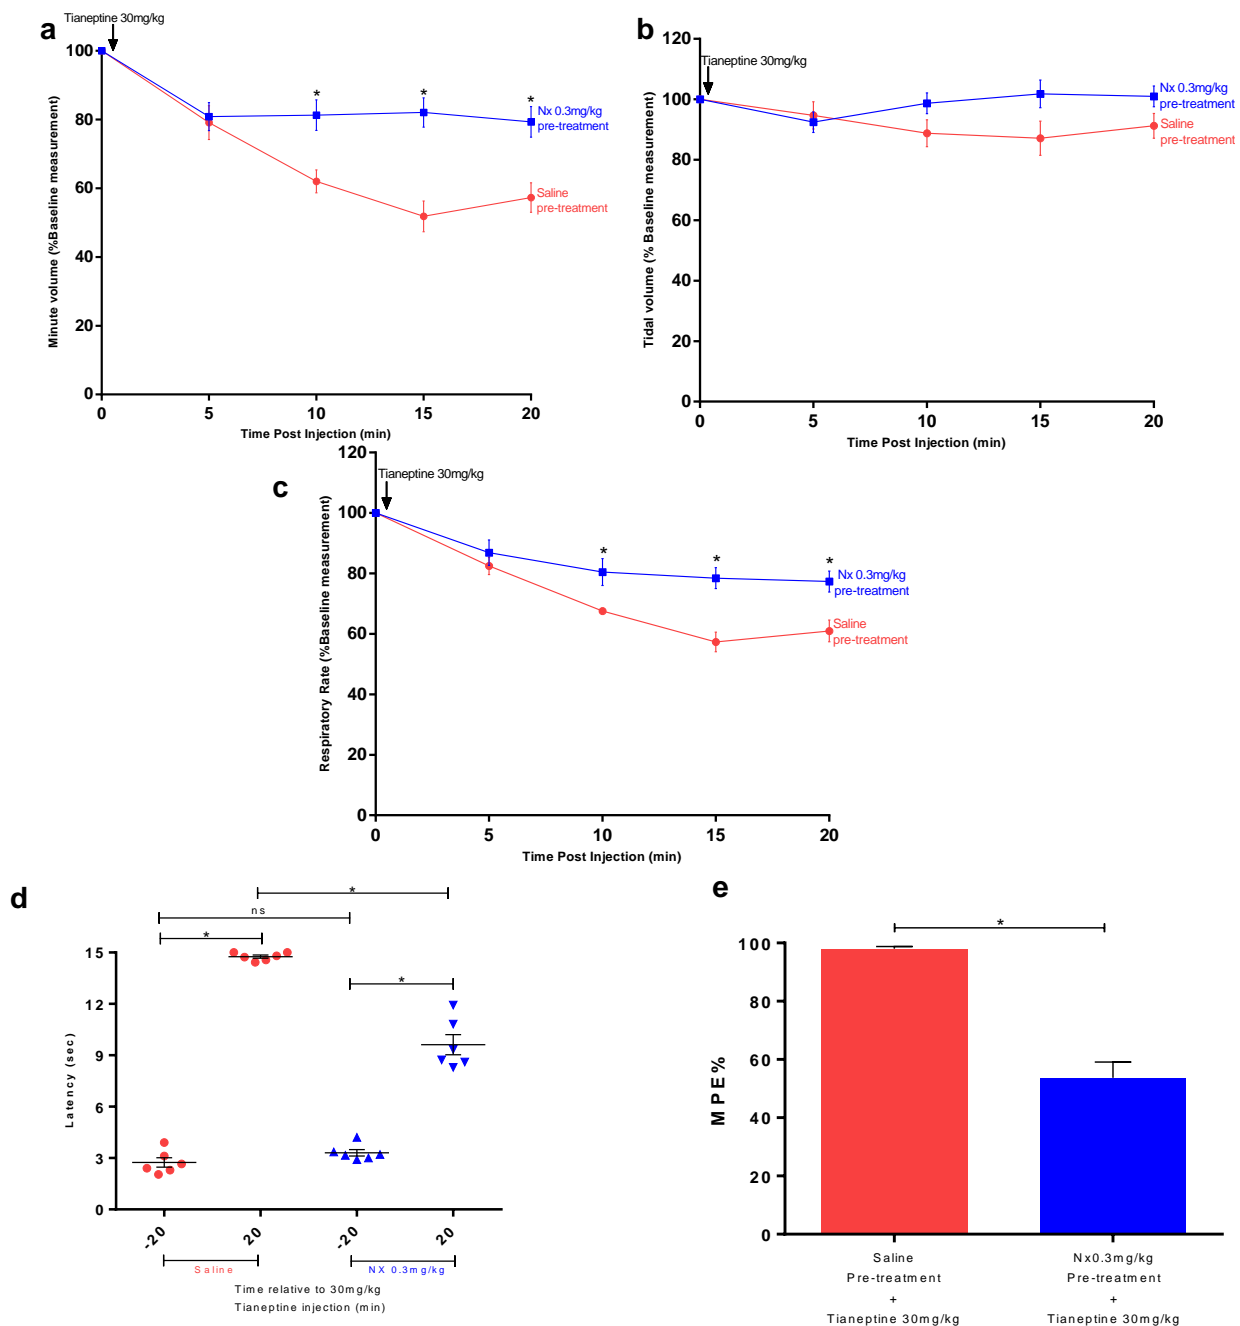 a
Tianeptine 30mg/kg
Minute volume (%Baseline measurement)
100
80
60
40
20
0
*
*
*
Nx 0.3mg/kg
pre-treatment
Saline
pre-treatment
0
5
10
15
20
Time Post Injection (min)
b
Tianeptine 30mg/kg
Tidal volume (% Baseline measurement)
120
100
80
60
40
20
0
Nx 0.3mg/kg
pre-treatment
Saline
pre-treatment
0
5
10
15
20
Time Post Injection (min)
c
Tianeptine 30mg/kg
Respiratory Rate (%Baseline measurement)
120
100
80
60
40
20
0
*
*
*
Nx 0.3mg/kg
pre-treatment
Saline
pre-treatment
0
5
10
15
20
Time Post Injection (min)
d
*
ns
*
*
Latency (sec)
15
12
9
6
3
0
-20
20
-20
20
Saline
NX 0.3mg/kg
Time relative to 30mg/kg
Tianeptine injection (min)
e
*
MPE%
100
80
60
40
20
0
Saline
Pre-treatment
+
Tianeptine 30mg/kg
Nx0.3mg/kg
Pre-treatment
+
Tianeptine 30mg/kg